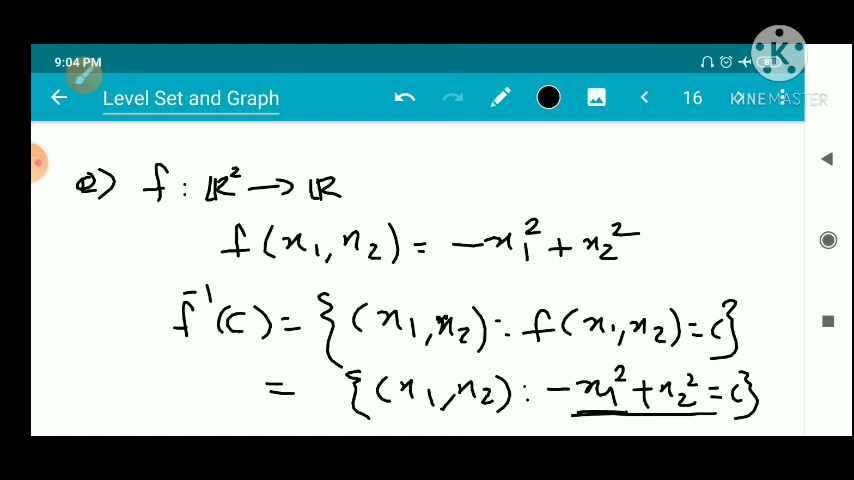 9:04 PM
K
Level Set and Graph
16
KINEMASTER
e) f : ℝ² → ℝ
f(x₁, x₂) = -x₁² + x₂²
f⁻¹(c) = {(x₁, x₂) : f(x₁, x₂) = c}
= {(x₁, x₂) : -x₁² + x₂² = c}